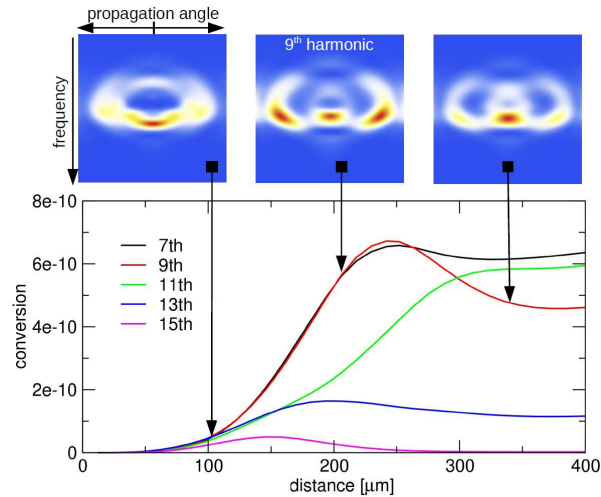 propagation angle
frequency
9th harmonic
8e-10
6e-10
4e-10
2e-10
0
conversion
7th
9th
11th
13th
15th
0
100
200
300
400
distance [μm]